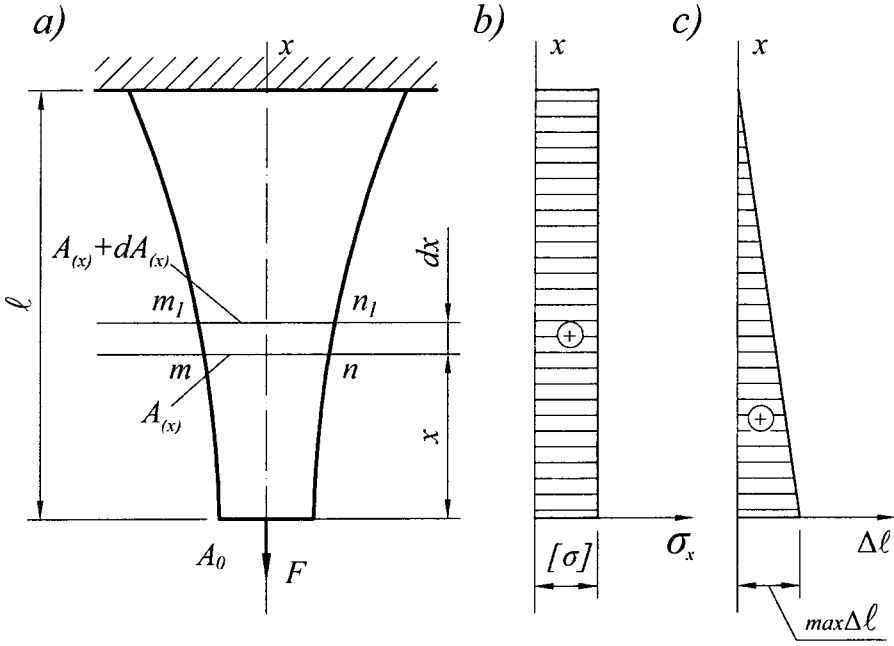 a)
x
ℓ
A(x)+dA(x)
m1
n1
dx
m
n
A(x)
x
A0
F
b)
x
+
[σ]
σx
c)
x
+
Δℓ
maxΔℓ